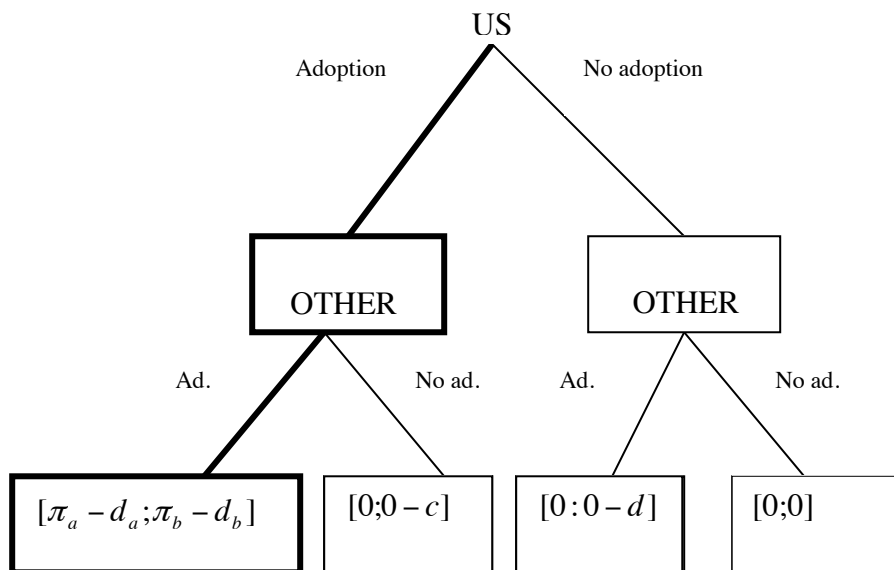 US
Adoption
No adoption
OTHER
OTHER
Ad.
No ad.
Ad.
No ad.
[π_a − d_a ; π_b − d_b]
[0;0 − c]
[0:0 − d]
[0;0]